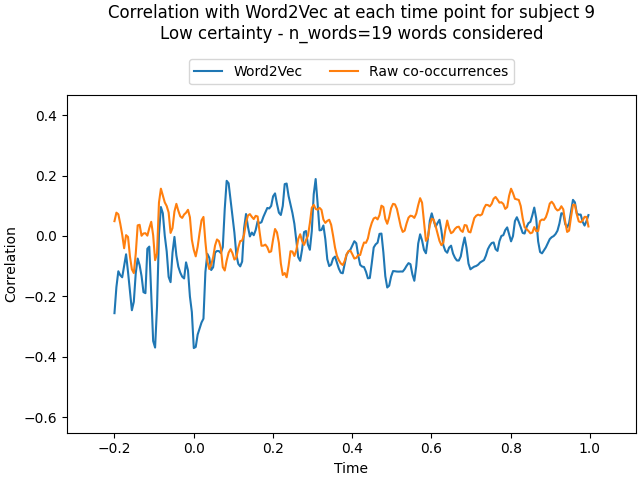 Correlation with Word2Vec at each time point for subject 9
Low certainty - n_words=19 words considered
Word2Vec Raw co-occurrences
0.4
0.2
0.0
−0.2
−0.4
−0.6
Correlation
−0.2 0.0 0.2 0.4 0.6 0.8 1.0
Time